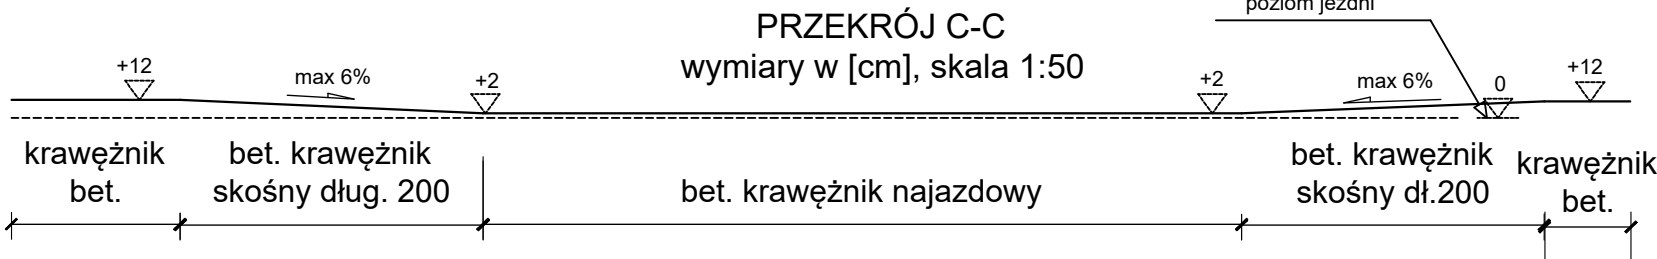 poziom jezdni
PRZEKRÓJ C-C
wymiary w [cm], skala 1:50
+12
max 6%
+2
+2
max 6%
0
+12
krawężnik
bet.
bet. krawężnik
skośny dług. 200
bet. krawężnik najazdowy
bet. krawężnik
skośny dł.200
krawężnik
bet.